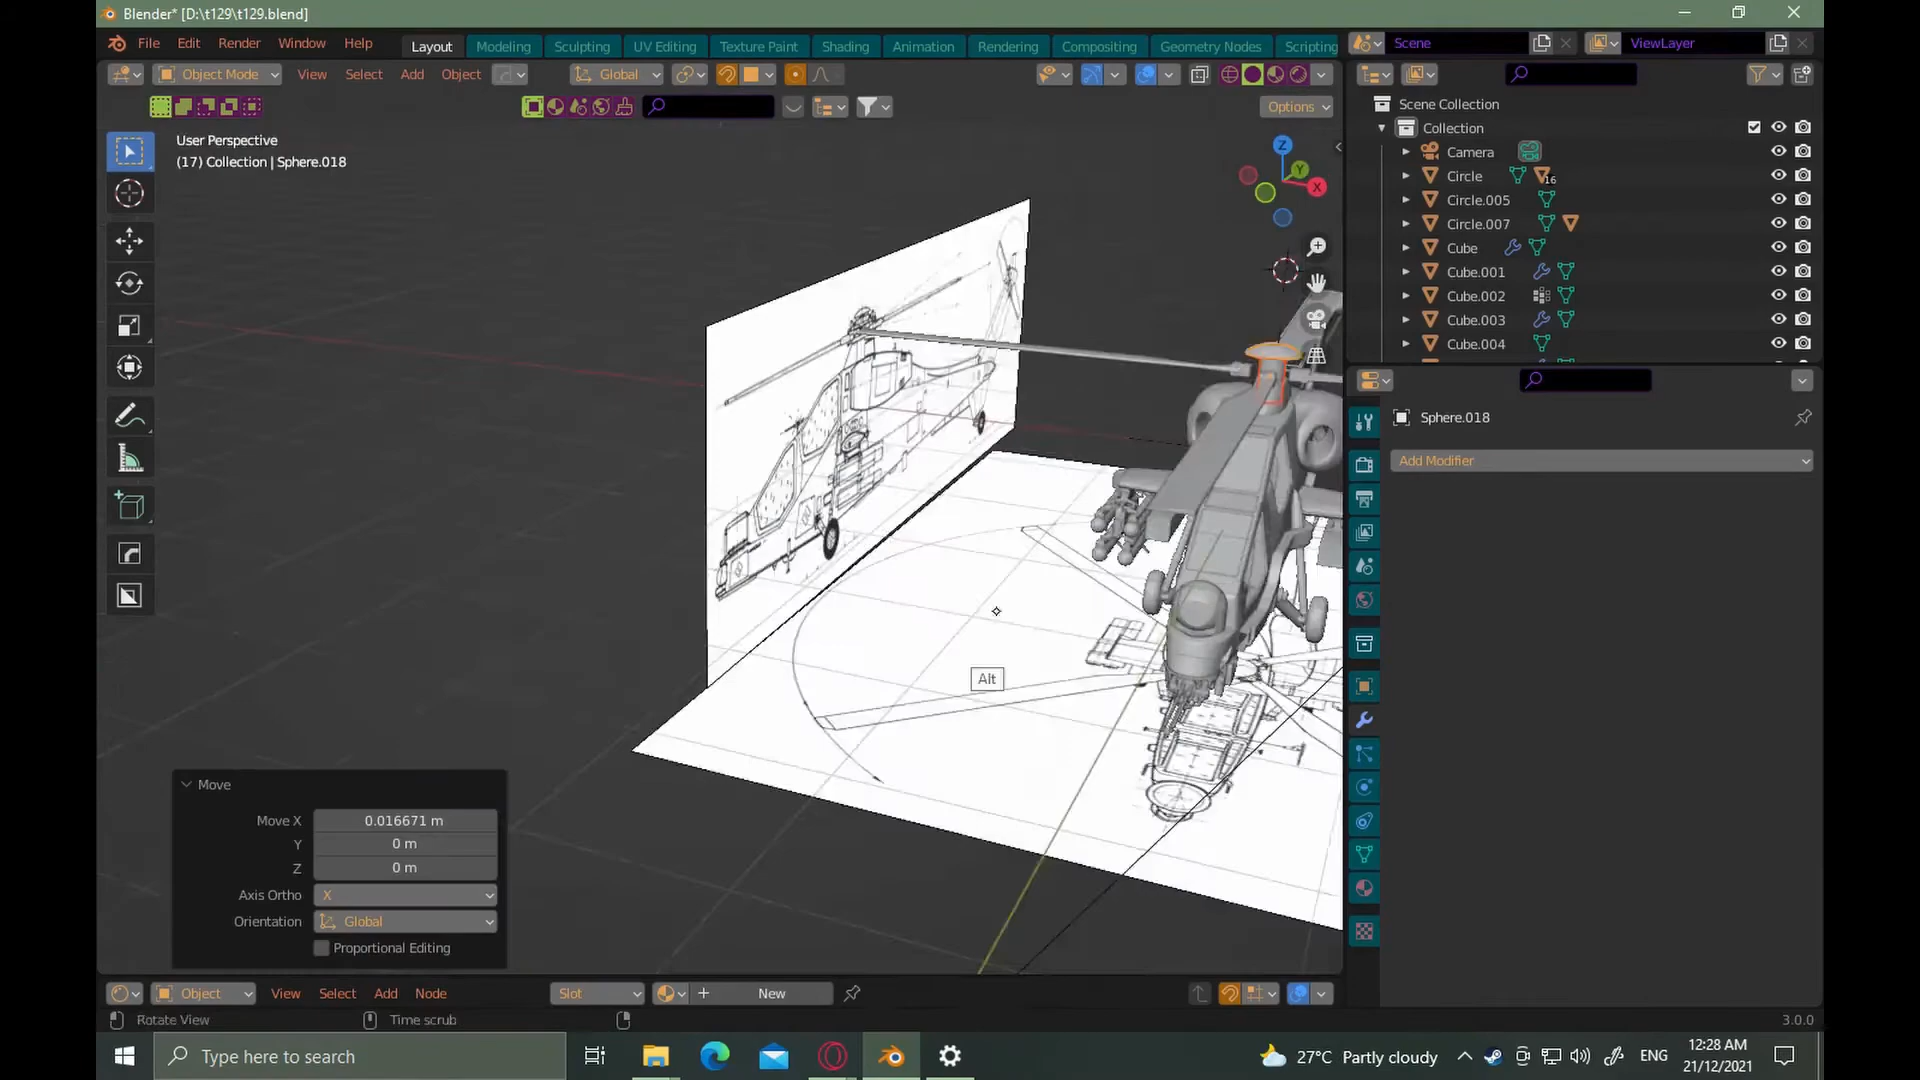 Blender* [D:\t129\t129.blend]
File Edit Render Window Help
Layout Modeling Sculpting UV Editing Texture Paint Shading Animation Rendering Compositing Geometry Nodes Scripting
Scene
ViewLayer
Object Mode View Select Add Object
Global
Options
User Perspective
(17) Collection | Sphere.018
Z
Y
X
Scene Collection
Collection
Camera
Circle
16
Circle.005
Circle.007
Cube
Cube.001
Cube.002
Cube.003
Cube.004
Sphere.018
Add Modifier
Alt
Move
Move X 0.016671 m
Y 0 m
Z 0 m
Axis Ortho X
Orientation Global
Proportional Editing
Object View Select Add Node
Slot
New
Rotate View
Time scrub
3.0.0
Type here to search
27°C Partly cloudy
ENG
12:28 AM
21/12/2021